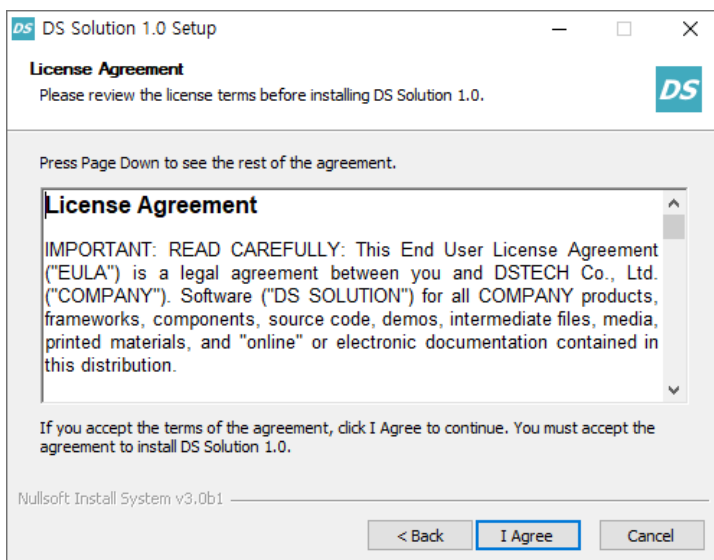 DS DS Solution 1.0 Setup
License Agreement
Please review the license terms before installing DS Solution 1.0.
DS
Press Page Down to see the rest of the agreement.
License Agreement
IMPORTANT: READ CAREFULLY: This End User License Agreement
("EULA") is a legal agreement between you and DSTECH Co., Ltd.
("COMPANY"). Software ("DS SOLUTION") for all COMPANY products,
frameworks, components, source code, demos, intermediate files, media,
printed materials, and "online" or electronic documentation contained in
this distribution.
If you accept the terms of the agreement, click I Agree to continue. You must accept the
agreement to install DS Solution 1.0.
Nullsoft Install System v3.0b1
< Back I Agree Cancel